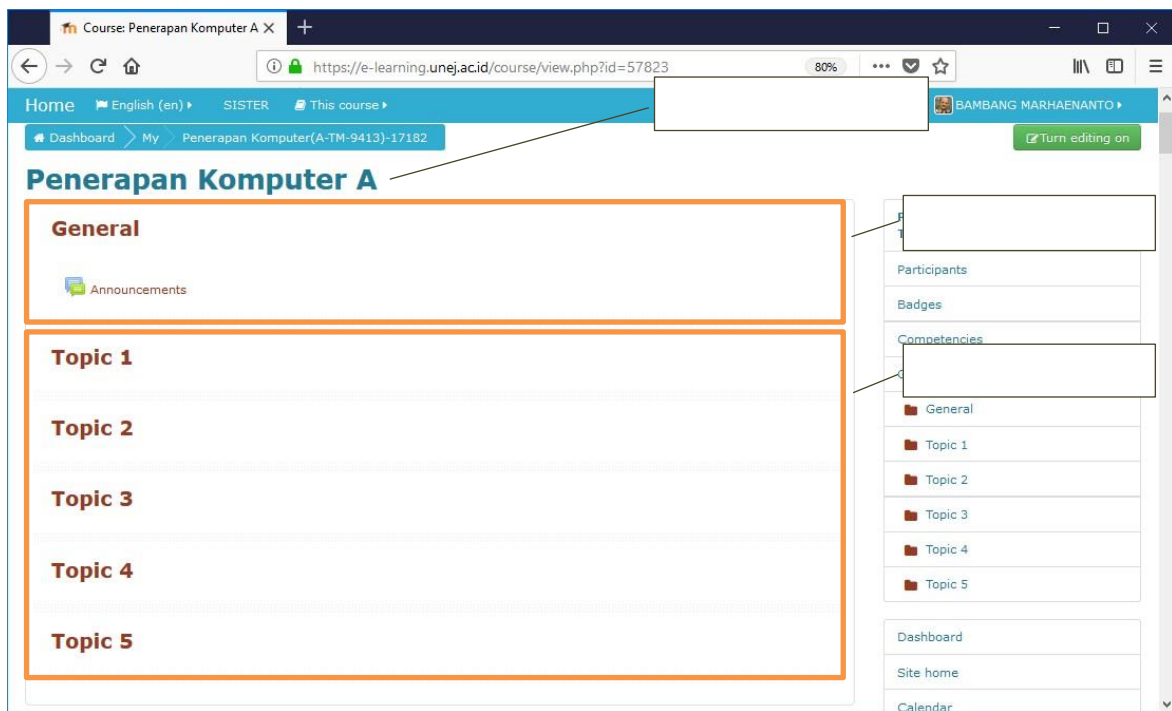 Course: Penerapan Komputer A
https://e-learning.unej.ac.id/course/view.php?id=57823
80%
Home English (en) SISTER This course BAMBANG MARHAENANTO
Dashboard My Penerapan Komputer(A-TM-9413)-17182
Turn editing on
Penerapan Komputer A
General
Announcements
Topic 1
Topic 2
Topic 3
Topic 4
Topic 5
Participants
Badges
Competencies
General
Topic 1
Topic 2
Topic 3
Topic 4
Topic 5
Dashboard
Site home
Calendar